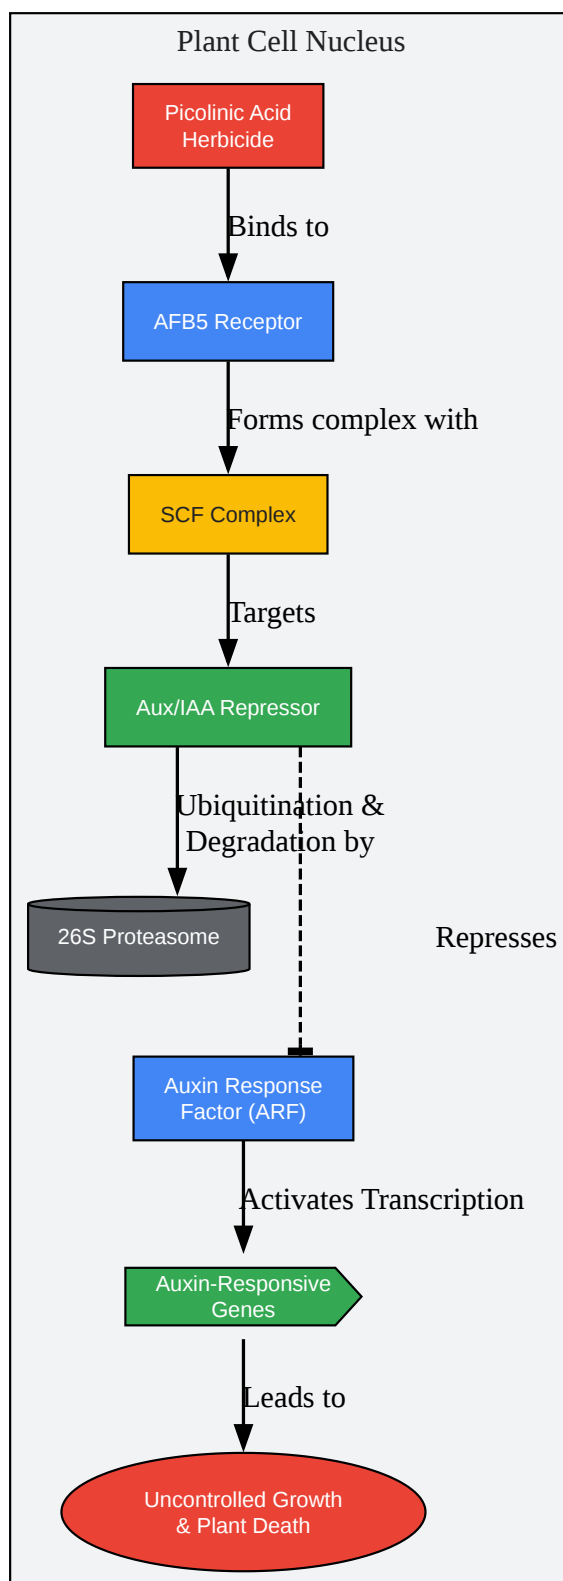 Plant Cell Nucleus
Picolinic Acid
Herbicide
Binds to
AFB5 Receptor
Forms complex with
SCF Complex
Targets
Aux/IAA Repressor
Ubiquitination &
Degradation by
26S Proteasome
Represses
Auxin Response
Factor (ARF)
Activates Transcription
Auxin-Responsive
Genes
Leads to
Uncontrolled Growth
& Plant Death